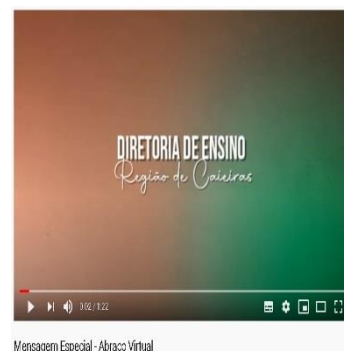 DIRETORIA DE ENSINO
Região de Caieiras
0:02 / 1:22
Mensagem Especial - Abraço Virtual